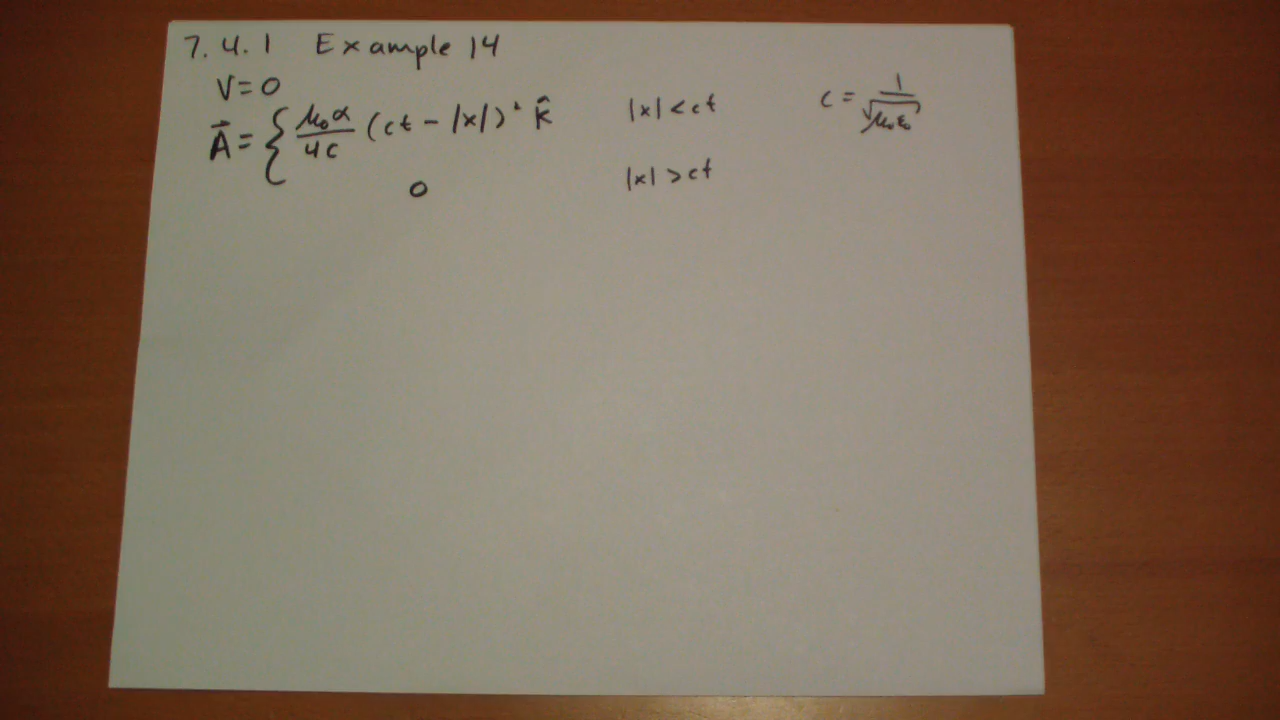 7.4.1 Example 14
V=0
A⃗ = { μ₀α/4c (ct - |x|)² k̂ |x| < ct c = 1/√μ₀ε₀
0 |x| > ct